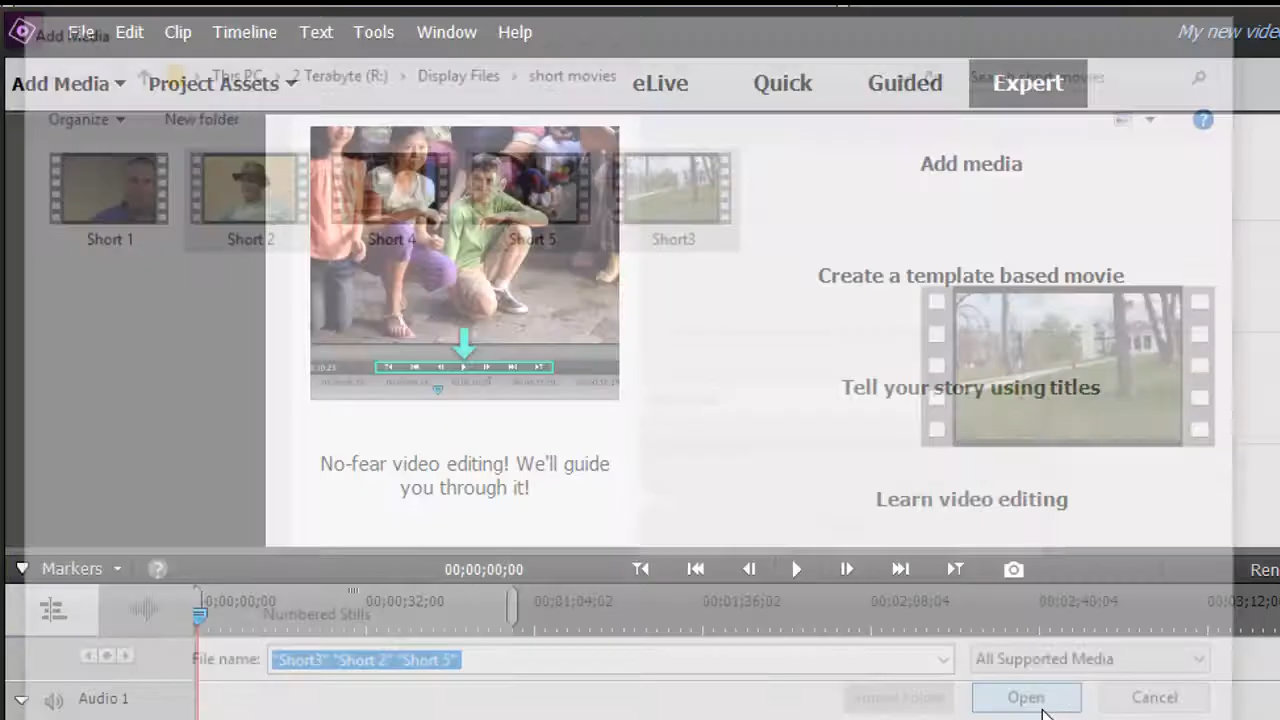 File Edit Clip Timeline Text Tools Window Help My new vide
Add Media
This PC > 2 Terabyte (R:) > Display Files > short movies
Add Media Project Assets eLive Quick Guided Expert
Organize New folder
Add media
Short 1 Short 2 Short 4 Short 5 Short3
Create a template based movie
Tell your story using titles
No-fear video editing! We'll guide
you through it!
Learn video editing
Markers 00;00;00;00 Ren
00;00;00;00 00;00;32;00 00;01;04;02 00;01;36;02 00;02;08;04 00;02;40;04 00;03;12;0
Numbered Stills
File name: "Short3" "Short 2" "Short 5" All Supported Media
Audio 1 Open Cancel